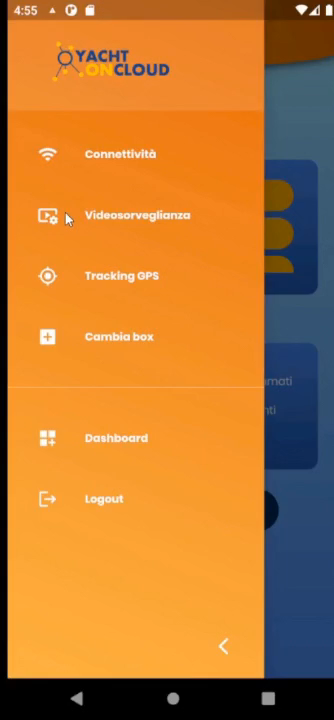 4:55
YACHT
ONCLOUD
Connettività
Videosorveglianza
Tracking GPS
Cambia box
Dashboard
Logout